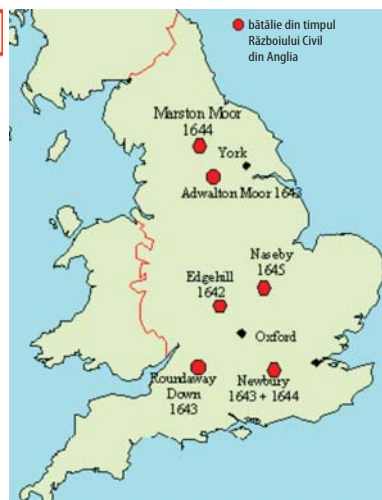 bătălie din timpul
Războiului Civil
din Anglia
Marston Moor
1644
York
Adwalton Moor 1643
Naseby
1645
Edgehill
1642
Oxford
Roundaway
Down
1643
Newbury
1643 + 1644